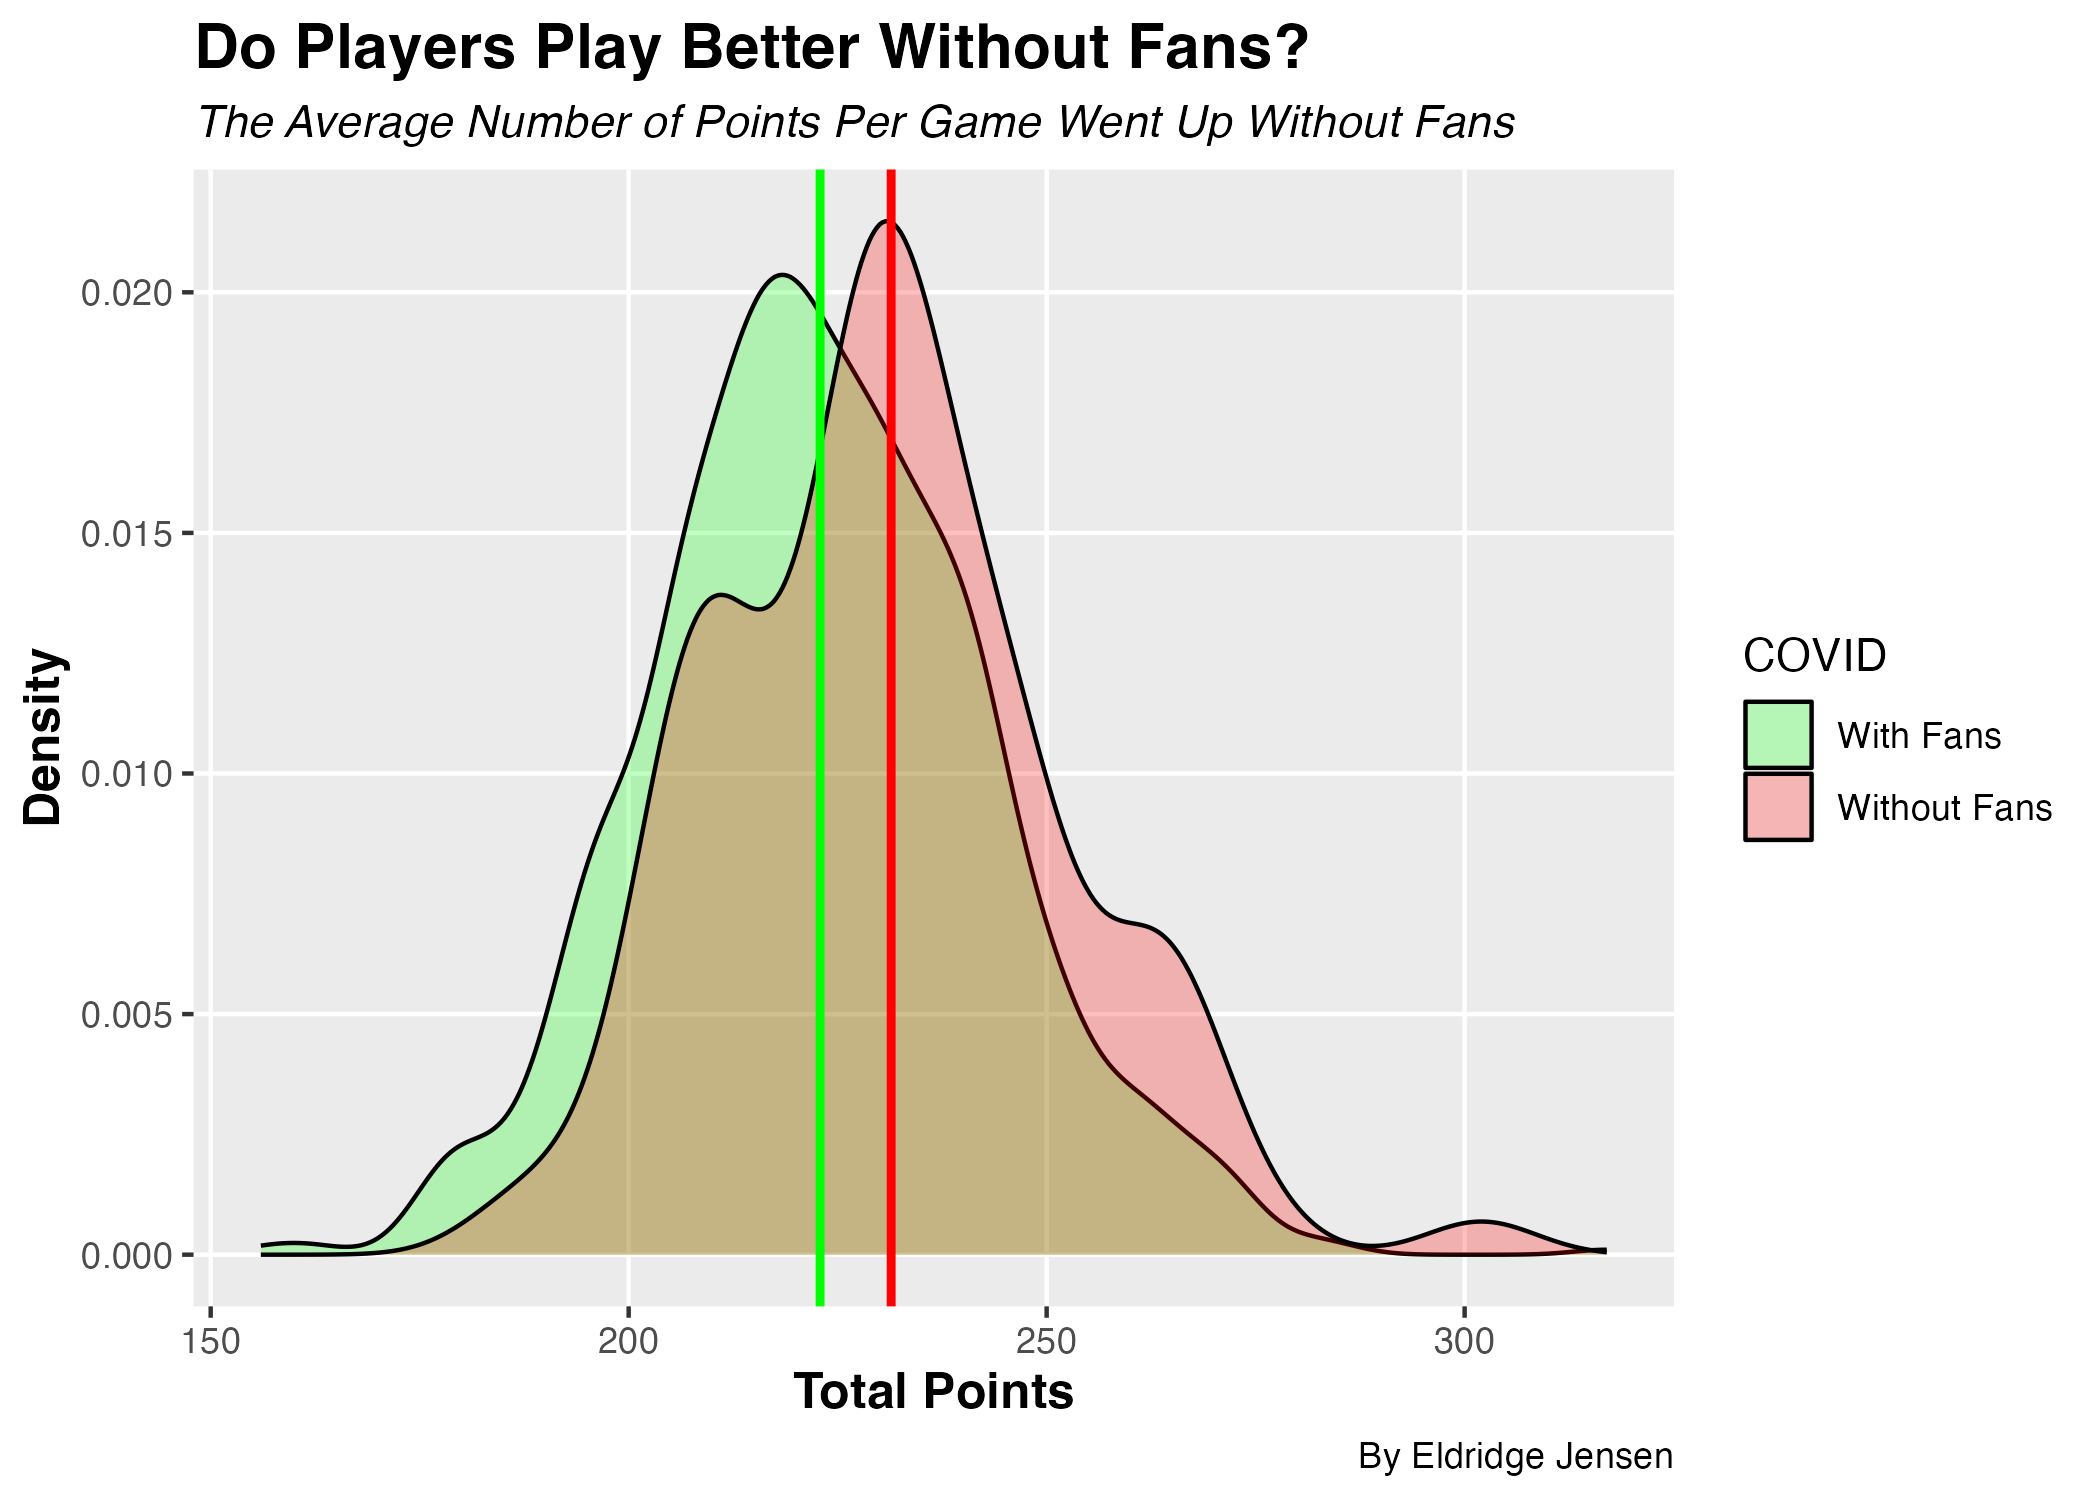 Do Players Play Better Without Fans?
The Average Number of Points Per Game Went Up Without Fans
0.020
0.015
0.010
0.005
0.000
Density
150 200 250 300
Total Points
COVID
With Fans
Without Fans
By Eldridge Jensen